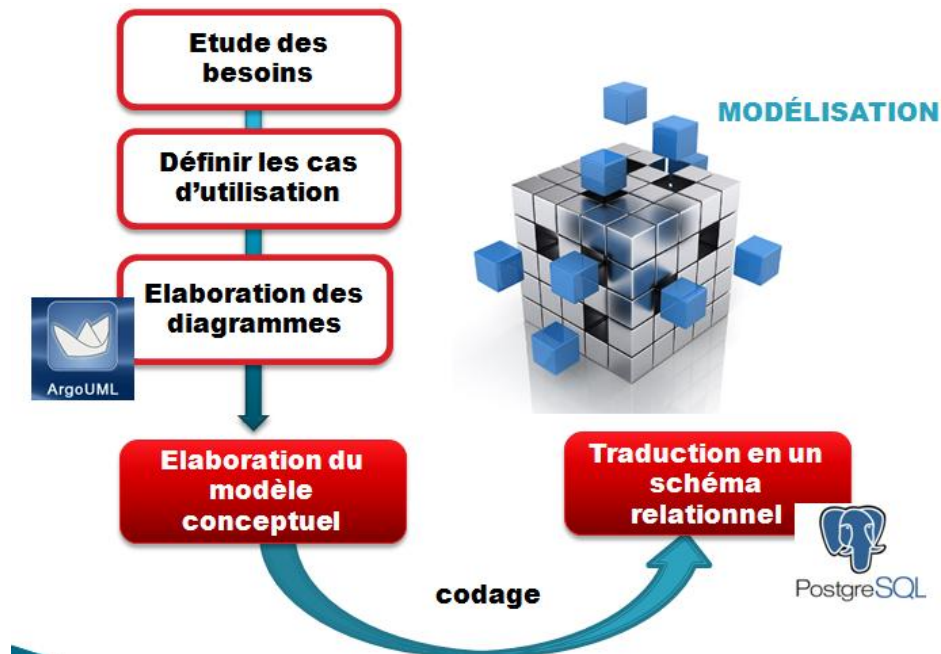 Etude des
besoins
MODÉLISATION
Définir les cas
d'utilisation
Elaboration des
diagrammes
ArgoUML
Elaboration du
modèle
conceptuel
Traduction en un
schéma
relationnel
PostgreSQL
codage